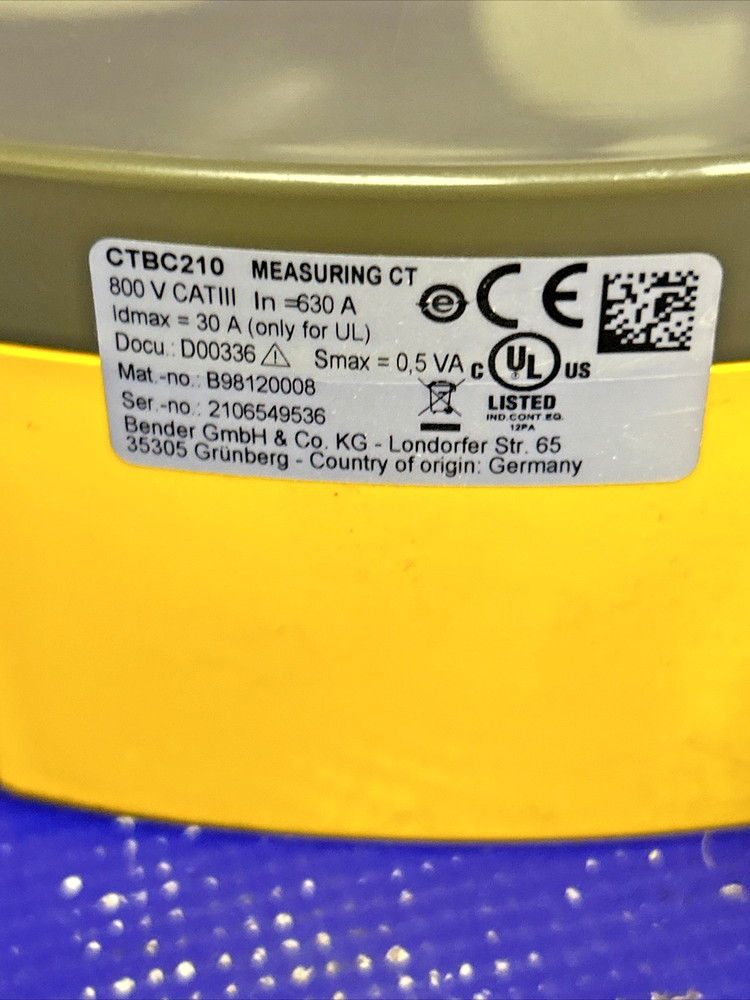 CTBC210 MEASURING CT
800 V CATIII In =630 A
Idmax = 30 A (only for UL)
Docu.: D00336 ⚠ Smax = 0,5 VA
Mat.-no.: B98120008
Ser.-no.: 2106549536
Bender GmbH & Co. KG - Londorfer Str. 65
35305 Grünberg - Country of origin: Germany
e CE
C UL US
LISTED
IND.CONT EQ.
12PA